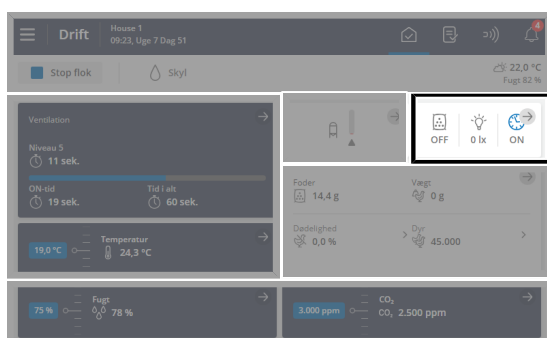 Drift
House 1
09:23, Uge 7 Dag 51
4
Stop flok
Skyl
22,0 °C
Fugt 82 %
Ventilation
Niveau 5
11 sek.
ON-tid
19 sek.
Tid i alt
60 sek.
OFF
0 lx
ON
Foder
14,4 g
Vægt
0 g
Dødelighed
0,0 %
Dyr
45.000
19,0 °C
Temperatur
24,3 °C
75 %
Fugt
78 %
3.000 ppm
CO₂
CO₂ 2.500 ppm